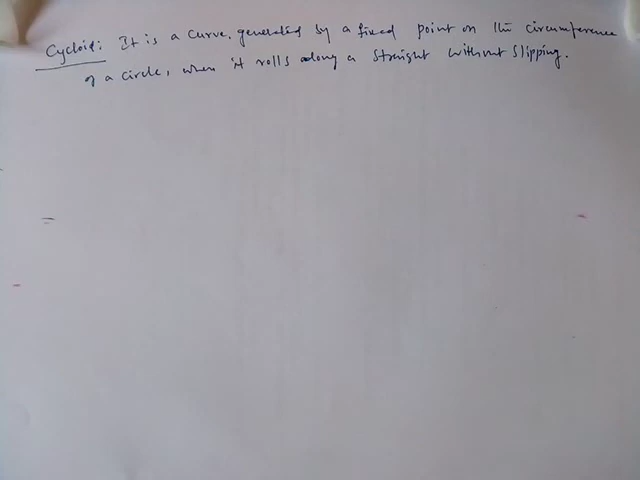 Cycloid: It is a curve, generated by a fixed point on the circumference
of a circle, when it rolls along a straight without slipping.